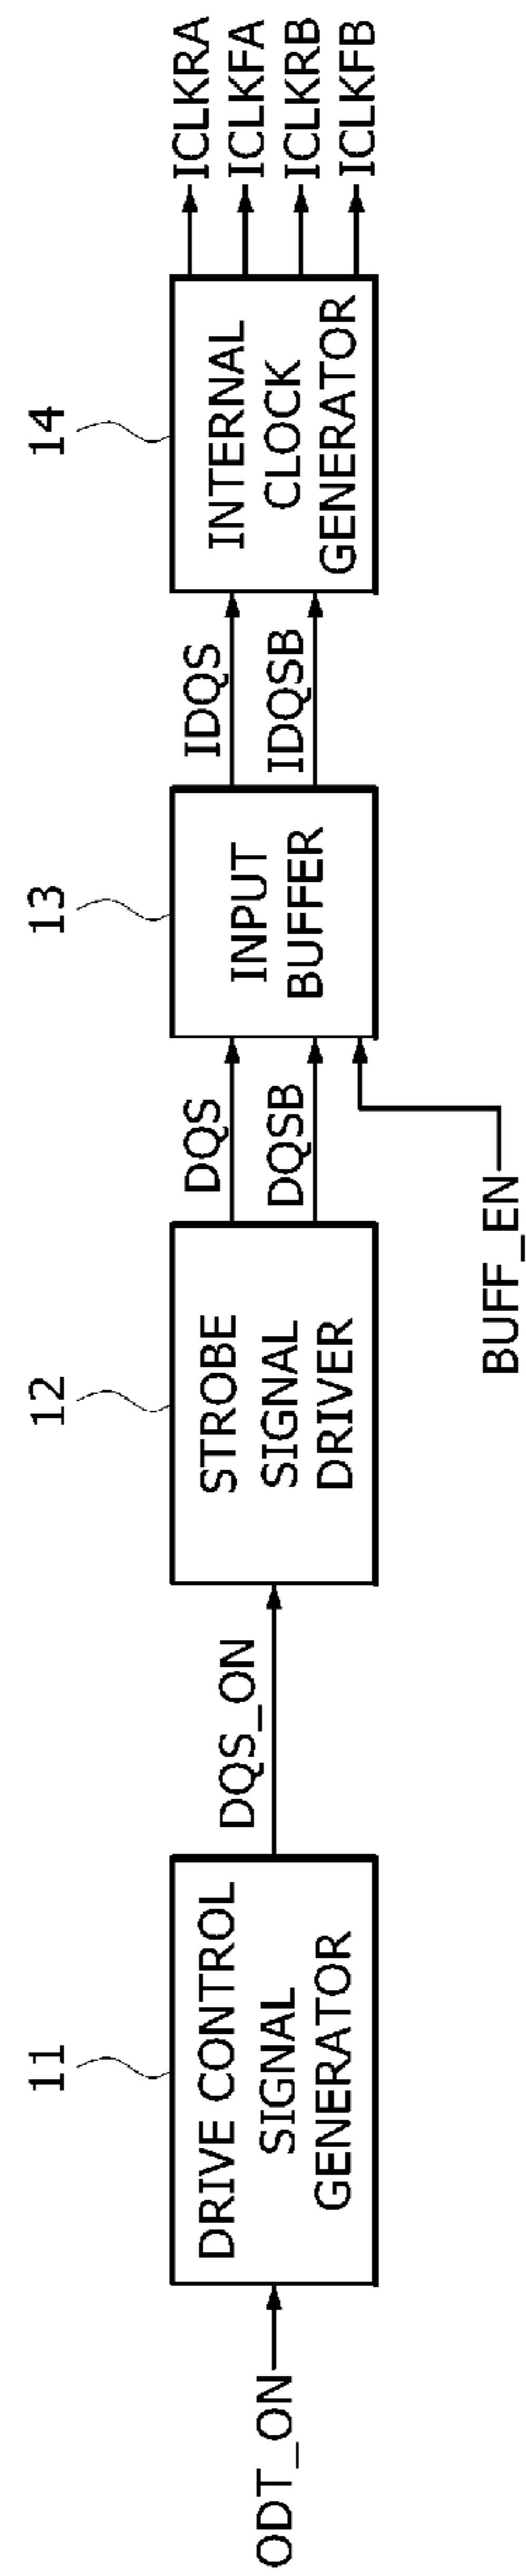 11
12
13
14
ODT_ON
DRIVE CONTROL
SIGNAL
GENERATOR
DQS_ON
STROBE
SIGNAL
DRIVER
DQS
DQSB
BUFF_EN
INPUT
BUFFER
IDQS
IDQSB
INTERNAL
CLOCK
GENERATOR
ICLKRA
ICLKFA
ICLKRB
ICLKFB